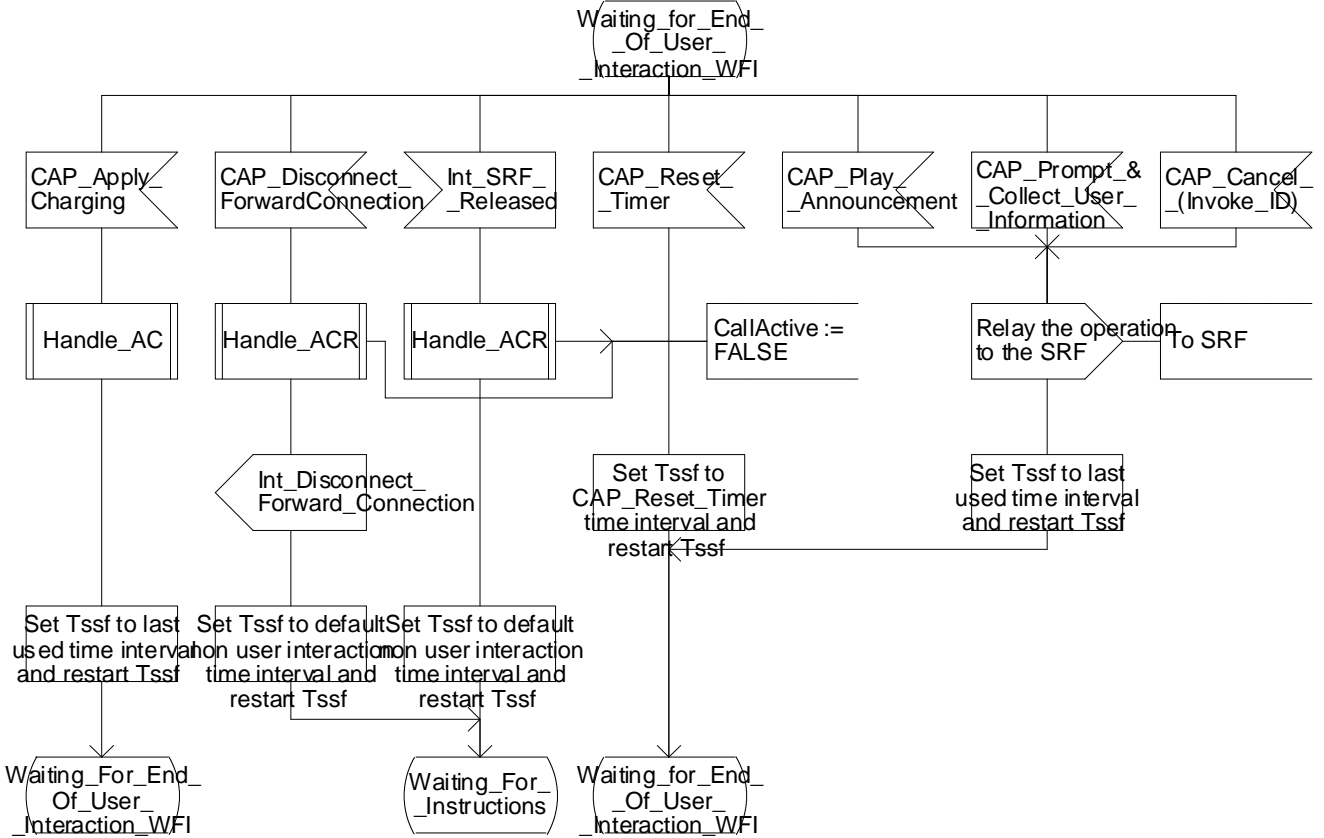 Waiting_for_End_
_Of_User_
_Interaction_WFI
CAP_Apply_
Charging
CAP_Disconnect_
ForwardConnection
Int_SRF_
_Released
CAP_Reset_
_Timer
CAP_Play_
_Announcement
CAP_Prompt_&
_Collect_User_
_Information
CAP_Cancel_
_(Invoke_ID)
Handle_AC
Handle_ACR
Handle_ACR
CallActive :=
FALSE
Relay the operation
to the SRF
To SRF
Int_Disconnect_
Forward_Connection
Set Tssf to
CAP_Reset_Timer
time interval and
restart Tssf
Set Tssf to last
used time interval
and restart Tssf
Set Tssf to last
used time interval
and restart Tssf
Set Tssf to default
non user interaction
time interval and
restart Tssf
Set Tssf to default
non user interaction
time interval and
restart Tssf
Waiting_For_End_
_Of_User_
_Interaction_WFI
Waiting_For_
_Instructions
Waiting_for_End_
_Of_User_
_Interaction_WFI